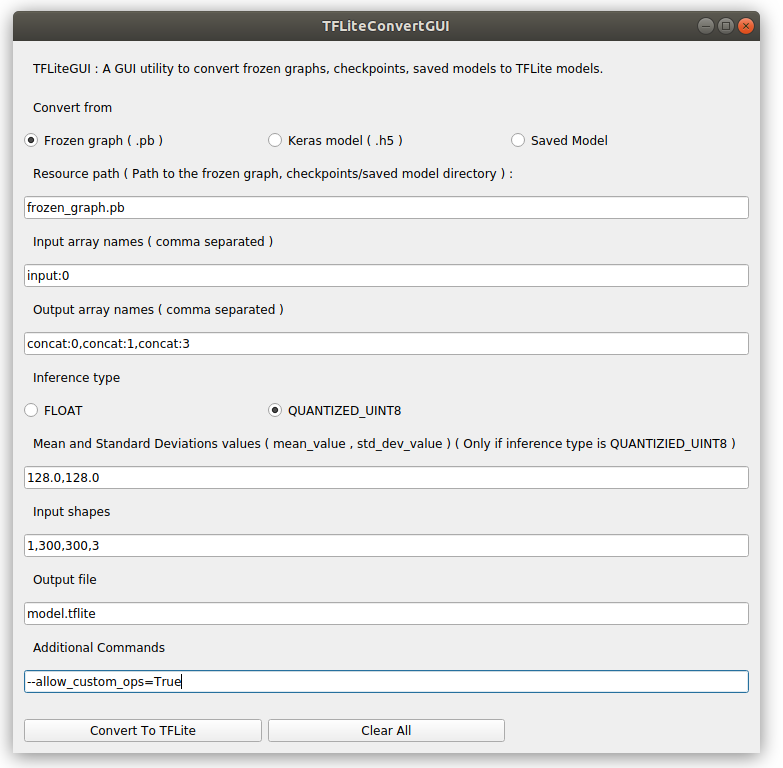 TFLiteConvertGUI
TFLiteGUI : A GUI utility to convert frozen graphs, checkpoints, saved models to TFLite models.
Convert from
Frozen graph ( .pb ) Keras model ( .h5 ) Saved Model
Resource path ( Path to the frozen graph, checkpoints/saved model directory ) :
frozen_graph.pb
Input array names ( comma separated )
input:0
Output array names ( comma separated )
concat:0,concat:1,concat:3
Inference type
FLOAT QUANTIZED_UINT8
Mean and Standard Deviations values ( mean_value , std_dev_value ) ( Only if inference type is QUANTIZIED_UINT8 )
128.0,128.0
Input shapes
1,300,300,3
Output file
model.tflite
Additional Commands
--allow_custom_ops=True
Convert To TFLite Clear All